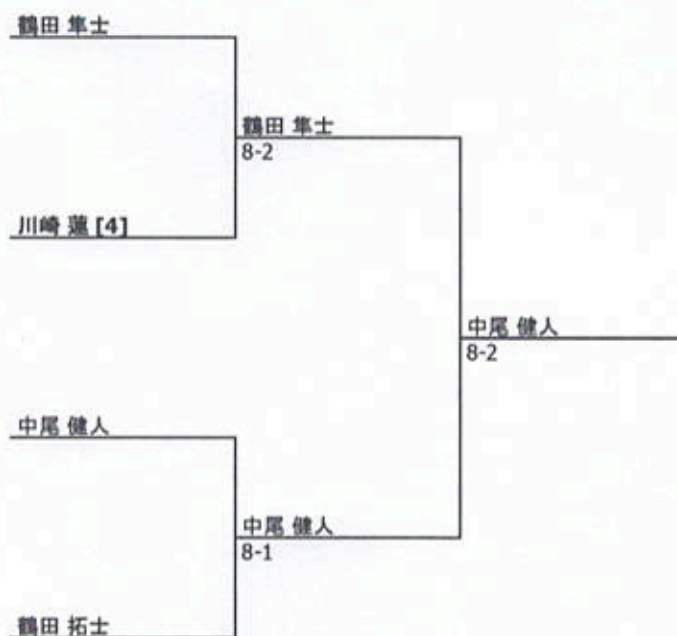 鶴田 隼士
鶴田 隼士
8-2
川崎 蓮 [4]
中尾 健人
8-2
中尾 健人
中尾 健人
8-1
鶴田 拓士